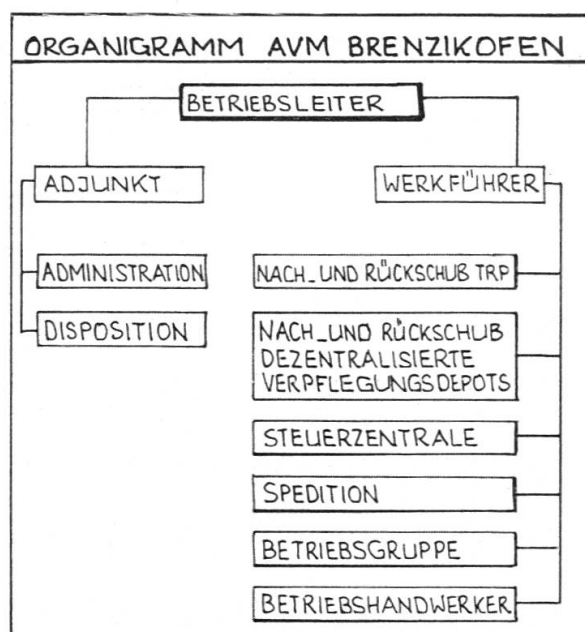 ORGANIGRAMM AVM BRENZIKOFEN
BETRIEBSLEITER
ADJUNKT
WERKFÜHRER
ADMINISTRATION
NACH_UND RÜCKSCHUB TRP
DISPOSITION
NACH_UND RÜCKSCHUB
DEZENTRALISIERTE
VERPFLEGUNGSDEPOTS
STEUERZENTRALE
SPEDITION
BETRIEBSGRUPPE
BETRIEBSHANDWERKER